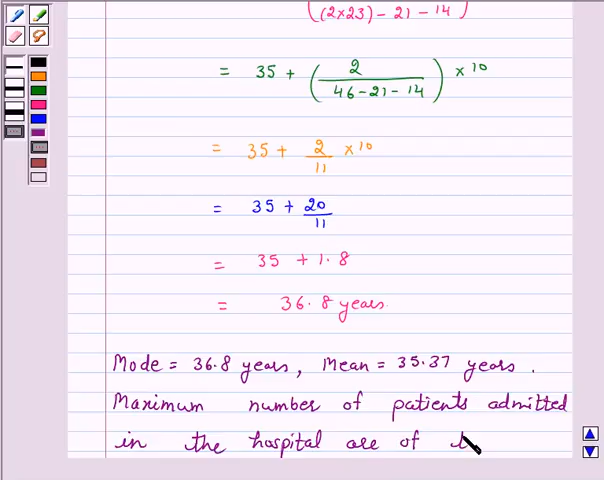 ((2×23) - 21 - 14)
= 35 + (2 / 46-21-14) × 10
= 35 + 2/11 × 10
= 35 + 20/11
= 35 + 1.8
= 36.8 years.
Mode = 36.8 years, Mean = 35.37 years.
Maximum number of patients admitted
in the hospital are of